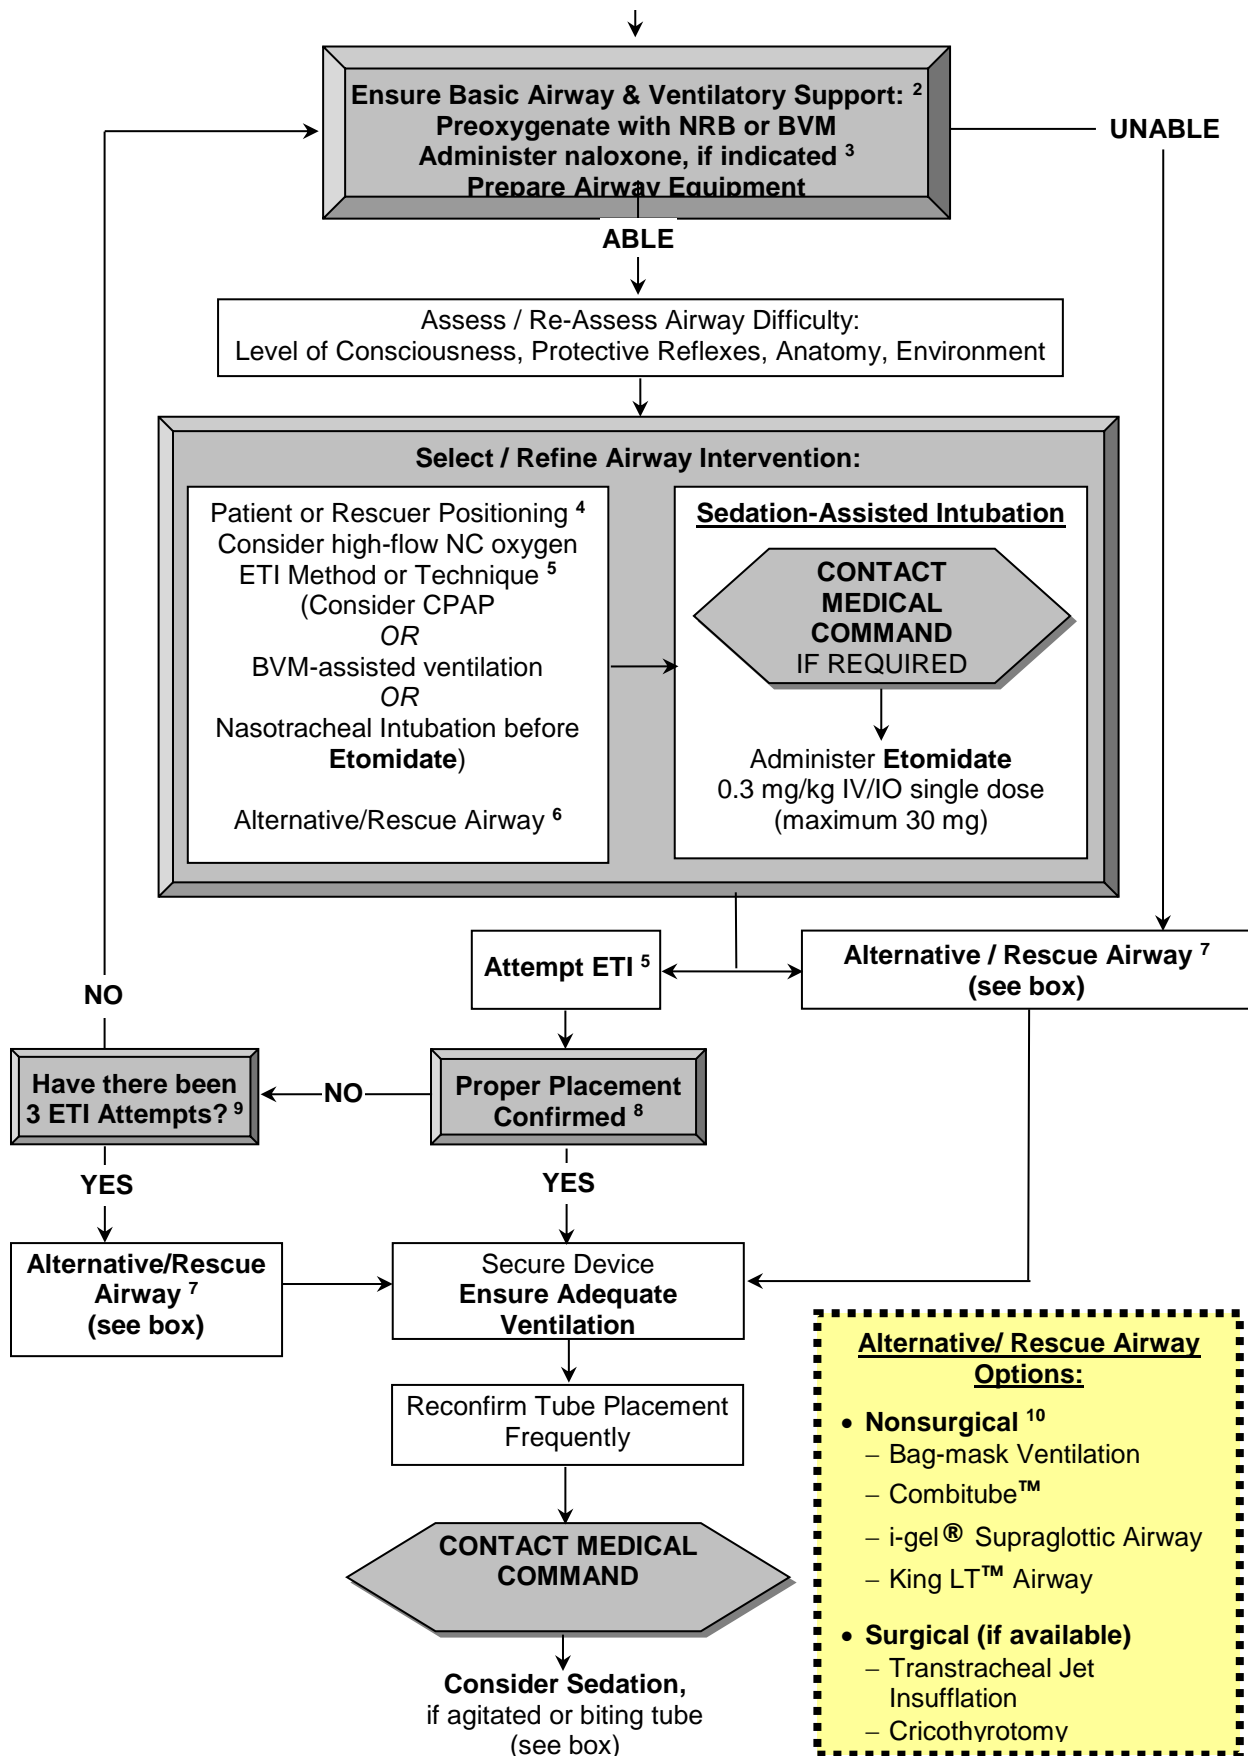 Ensure Basic Airway & Ventilatory Support: 2
Preoxygenate with NRB or BVM
Administer naloxone, if indicated 3
Prepare Airway Equipment
UNABLE
ABLE
Assess / Re-Assess Airway Difficulty:
Level of Consciousness, Protective Reflexes, Anatomy, Environment
Select / Refine Airway Intervention:
Patient or Rescuer Positioning 4
Consider high-flow NC oxygen
ETI Method or Technique 5
(Consider CPAP
OR
BVM-assisted ventilation
OR
Nasotracheal Intubation before
Etomidate)
Alternative/Rescue Airway 6
Sedation-Assisted Intubation
CONTACT
MEDICAL
COMMAND
IF REQUIRED
Administer Etomidate
0.3 mg/kg IV/IO single dose
(maximum 30 mg)
Attempt ETI 5
Alternative / Rescue Airway 7
(see box)
NO
Have there been
3 ETI Attempts? 9
NO
Proper Placement
Confirmed 8
YES
YES
Alternative/Rescue
Airway 7
(see box)
Secure Device
Ensure Adequate
Ventilation
Reconfirm Tube Placement
Frequently
CONTACT MEDICAL
COMMAND
Consider Sedation,
if agitated or biting tube
(see box)
Alternative/ Rescue Airway
Options:
• Nonsurgical 10
– Bag-mask Ventilation
– Combitube™
– i-gel® Supraglottic Airway
– King LT™ Airway
• Surgical (if available)
– Transtracheal Jet
Insufflation
– Cricothyrotomy